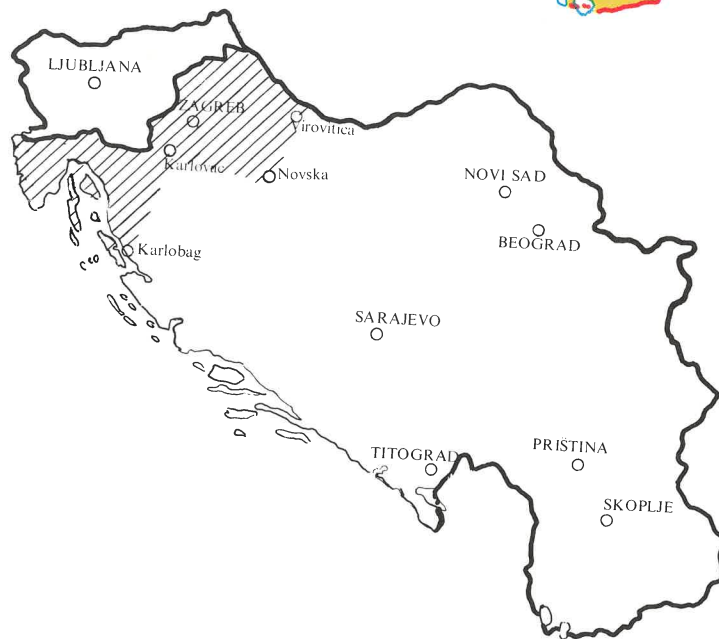 LJUBLJANA
ZAGREB
Virovitica
Karlovac
Novska
NOVI SAD
BEOGRAD
Karlobag
SARAJEVO
TITOGRAD
PRIŠTINA
SKOPLJE